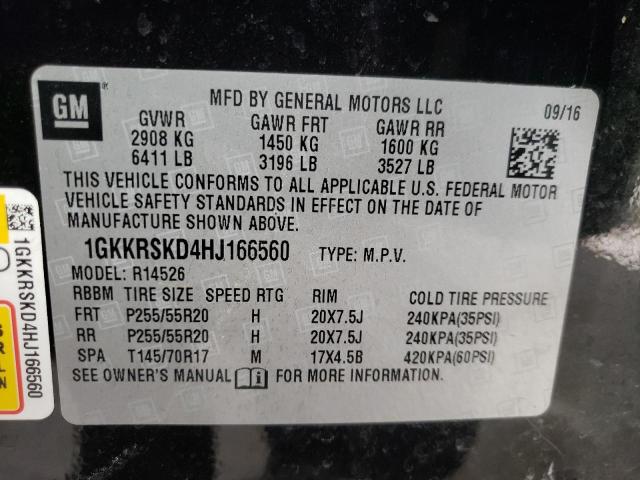 GM
MFD BY GENERAL MOTORS LLC
09/16
GVWR GAWR FRT GAWR RR
2908 KG 1450 KG 1600 KG
6411 LB 3196 LB 3527 LB
THIS VEHICLE CONFORMS TO ALL APPLICABLE U.S. FEDERAL MOTOR
VEHICLE SAFETY STANDARDS IN EFFECT ON THE DATE OF
MANUFACTURE SHOWN ABOVE.
1GKKRSKD4HJ166560 TYPE: M.P.V.
MODEL: R14526
RBBM TIRE SIZE SPEED RTG RIM COLD TIRE PRESSURE
FRT P255/55R20 H 20X7.5J 240KPA(35PSI)
RR P255/55R20 H 20X7.5J 240KPA(35PSI)
SPA T145/70R17 M 17X4.5B 420KPA(60PSI)
SEE OWNER'S MANUAL FOR MORE INFORMATION.
1GKKRSKD4HJ166560